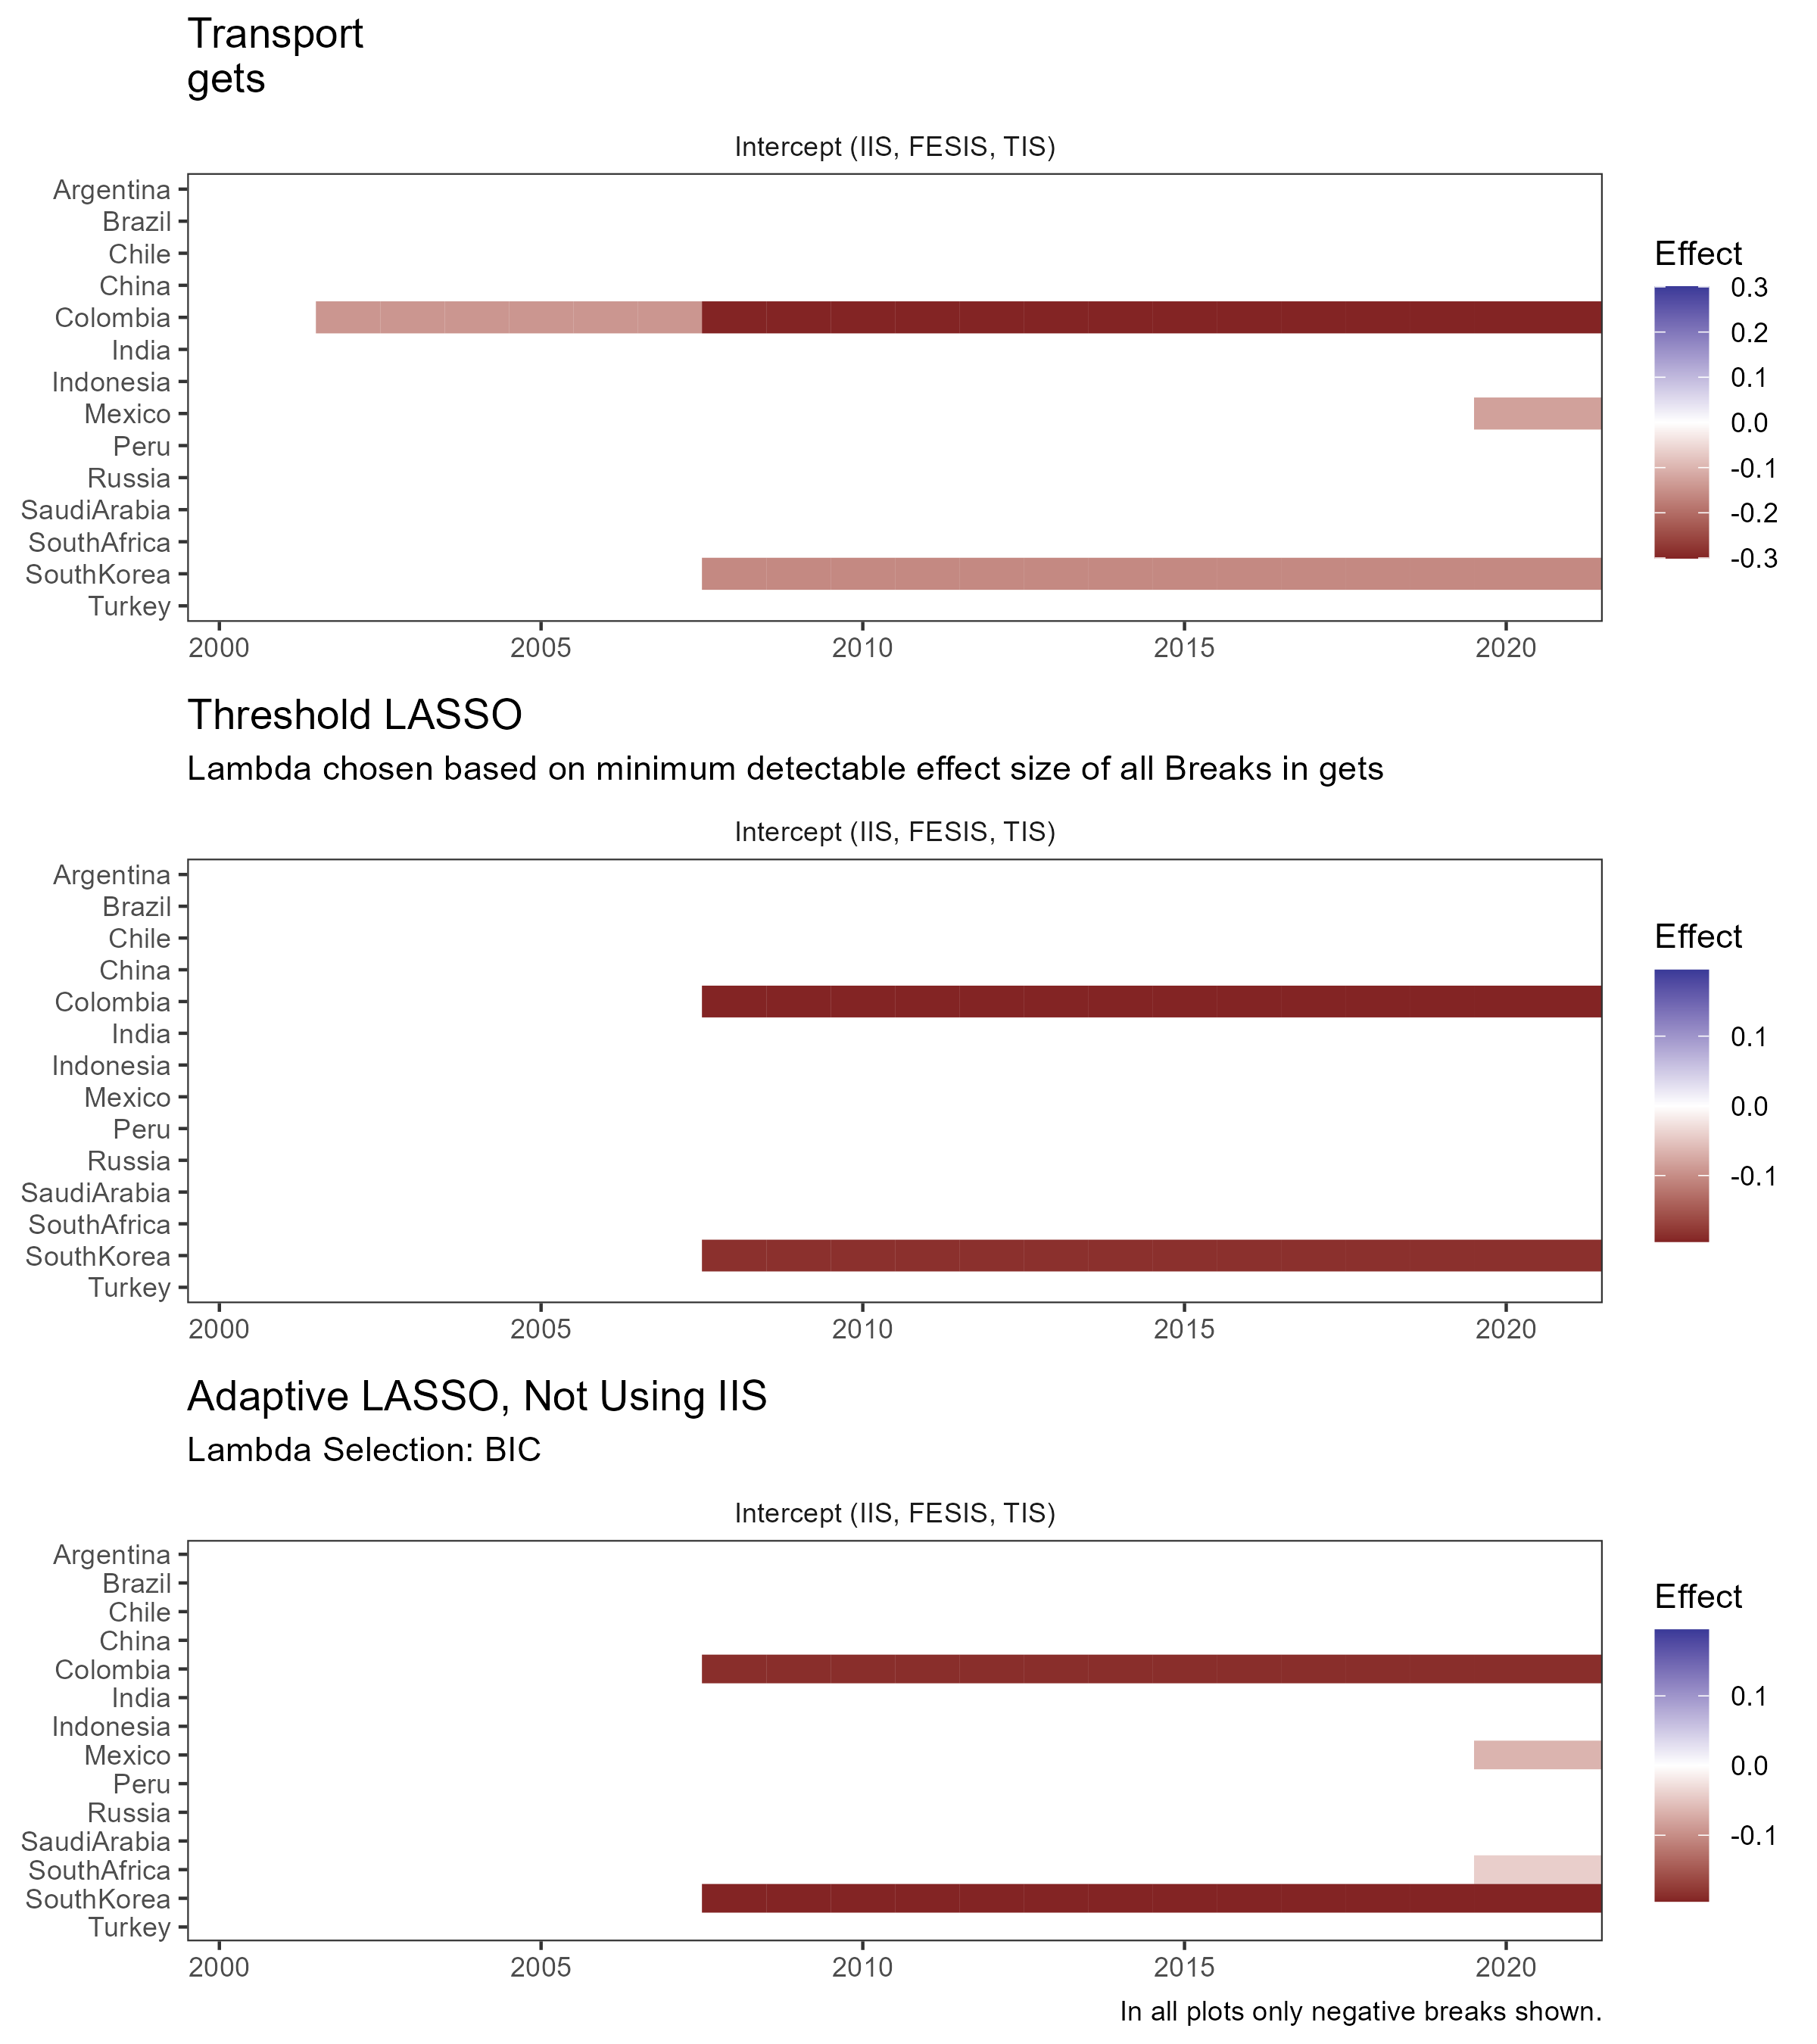 Transport
gets
Intercept (IIS, FESIS, TIS)
Argentina
Brazil
Chile
China
Colombia
India
Indonesia
Mexico
Peru
Russia
SaudiArabia
SouthAfrica
SouthKorea
Turkey
2000 2005 2010 2015 2020
Effect
0.3
0.2
0.1
0.0
-0.1
-0.2
-0.3
Threshold LASSO
Lambda chosen based on minimum detectable effect size of all Breaks in gets
Intercept (IIS, FESIS, TIS)
Argentina
Brazil
Chile
China
Colombia
India
Indonesia
Mexico
Peru
Russia
SaudiArabia
SouthAfrica
SouthKorea
Turkey
2000 2005 2010 2015 2020
Effect
0.1
0.0
-0.1
Adaptive LASSO, Not Using IIS
Lambda Selection: BIC
Intercept (IIS, FESIS, TIS)
Argentina
Brazil
Chile
China
Colombia
India
Indonesia
Mexico
Peru
Russia
SaudiArabia
SouthAfrica
SouthKorea
Turkey
2000 2005 2010 2015 2020
Effect
0.1
0.0
-0.1
In all plots only negative breaks shown.